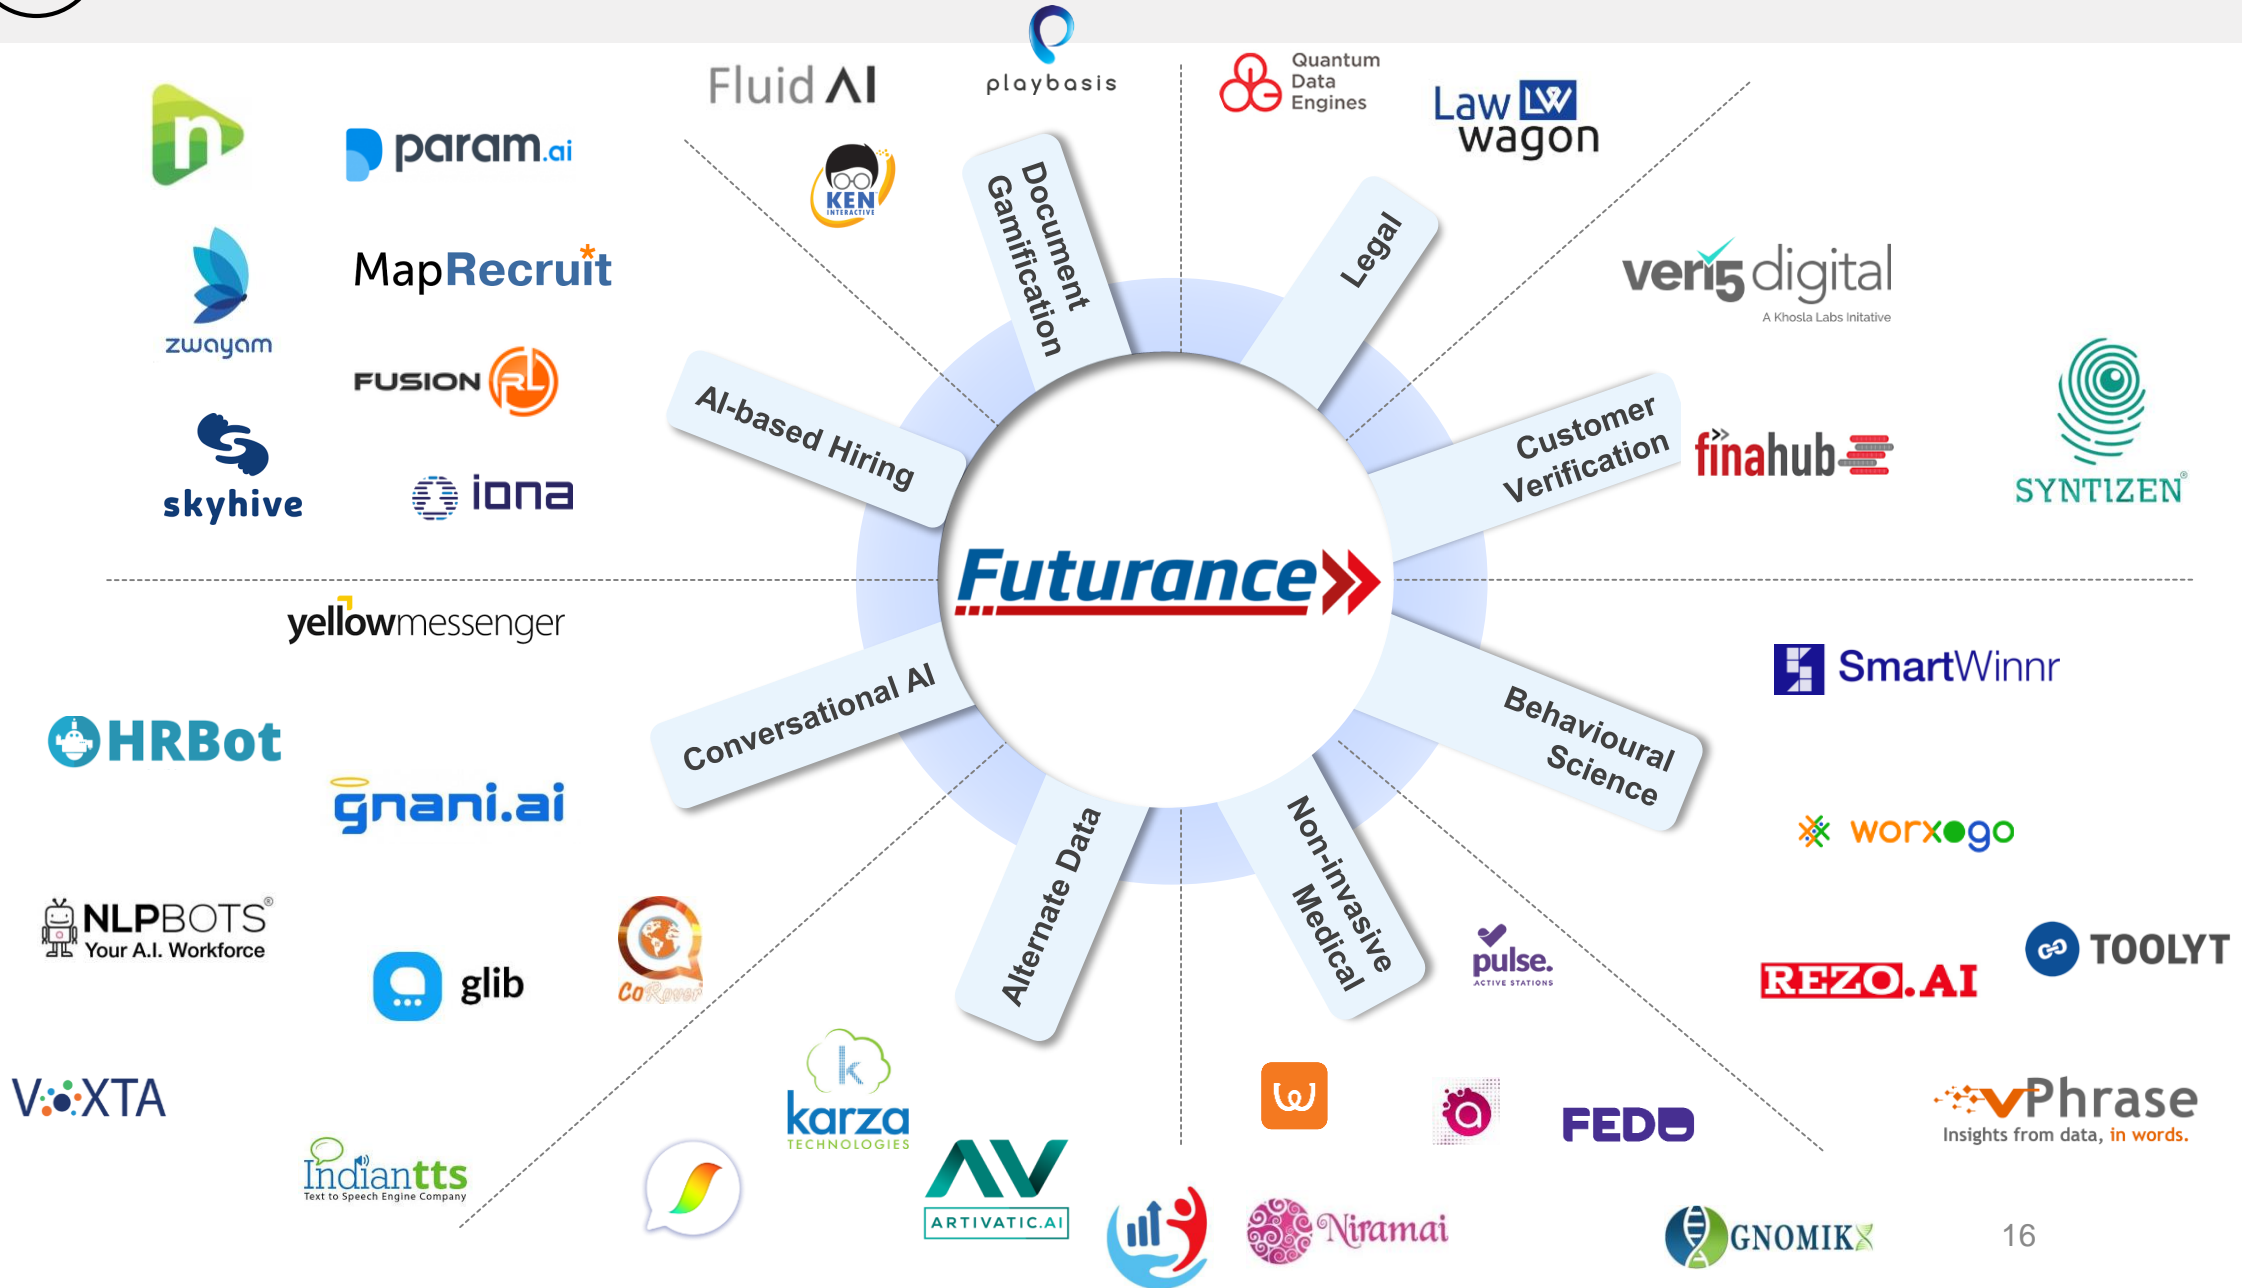 playbasis
Fluid AI
KEN
INTERACTIVE
Quantum
Data
Engines
Law LW
wagon
n
param.ai
zwayam
MapRecruit
FUSION RL
skyhive
iona
Document
Gamification
Legal
veri5digital
A Khosla Labs Initative
AI-based Hiring
Customer
Verification
finahub
SYNTIZEN®
Futurance
yellowmessenger
HRBot
gnani.ai
Conversational AI
Behavioural
Science
SmartWinnr
worxogo
NLPBOTS®
Your A.I. Workforce
glib
CoRover
Alternate Data
Non-invasive
Medical
pulse.
ACTIVE STATIONS
REZO.AI
TOOLYT
VOXTA
Indiantts
Text to Speech Engine Company
k
karza
TECHNOLOGIES
AV
ARTIVATIC.AI
w
a
FEDO
vPhrase
Insights from data, in words.
Niramai
GNOMIKX
16